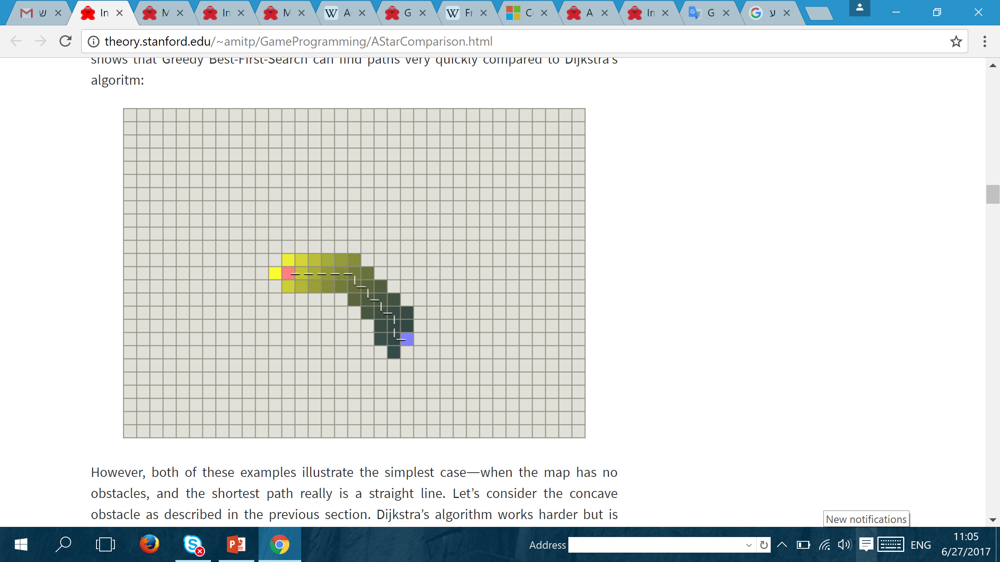 ש
In
M
In
M
W A
G
W Fr
C
A
In
G
ע
theory.stanford.edu/~amitp/GameProgramming/AStarComparison.html
shows that Greedy Best-First-Search can find paths very quickly compared to Dijkstra's
algoritm:
However, both of these examples illustrate the simplest case—when the map has no
obstacles, and the shortest path really is a straight line. Let’s consider the concave
obstacle as described in the previous section. Dijkstra’s algorithm works harder but is
New notifications
Address
ENG
11:05
6/27/2017